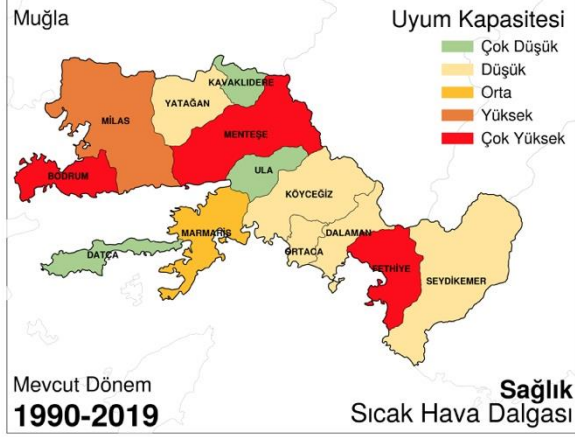 Muğla
Uyum Kapasitesi
Çok Düşük
Düşük
Orta
Yüksek
Çok Yüksek
KAVAKLIDERE
YATAĞAN
MİLAS
MENTEŞE
BODRUM
ULA
KÖYCEĞİZ
MARMARİS
DALAMAN
ORTACA
DATÇA
FETHİYE
SEYDİKEMER
Mevcut Dönem
1990-2019
Sağlık
Sıcak Hava Dalgası